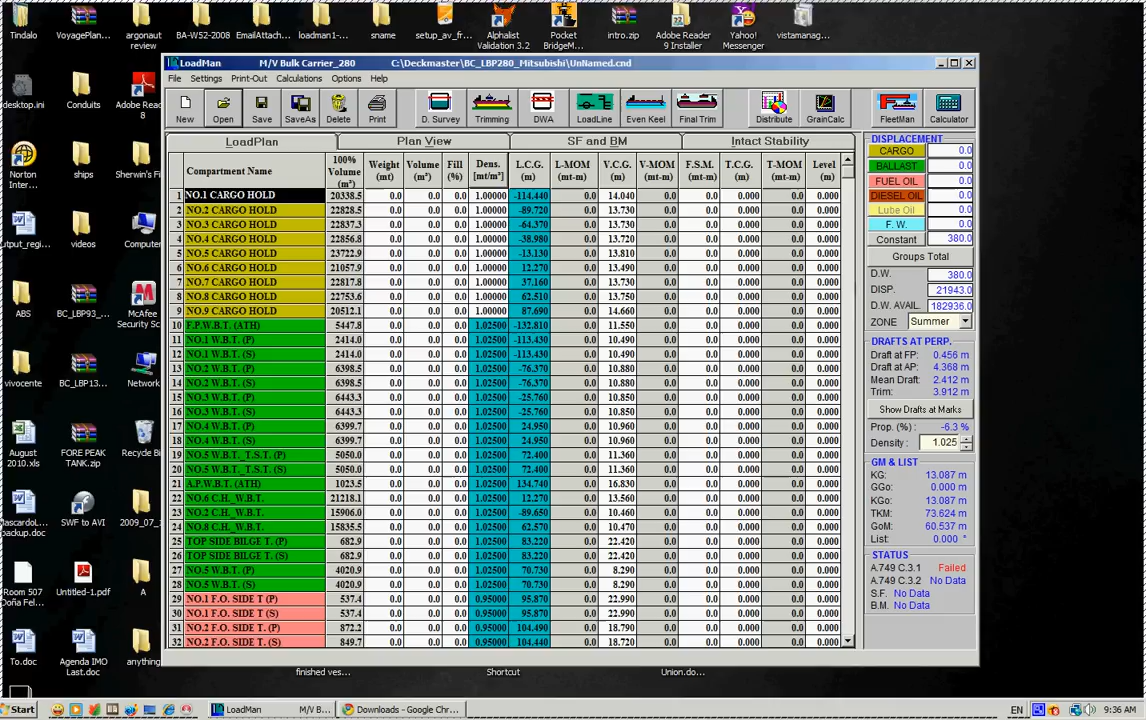 Tindalo
VoyagePlan...
argonaut review
BA-W52-2008
EmailAttach...
loadman1-...
sname
setup_av_fr...
Alphalist Validation 3.2
Pocket BridgeM...
intro.zip
Adobe Reader 9 Installer
Yahoo! Messenger
vistamanag...
desktop.ini
Conduits
Adobe Rea 8
Norton Inter...
ships
Sherwin's Fi
utput_regi...
videos
Computer
ABS
BC_LBP93_...
McAfee Security Sc
vivocente
BC_LBP13...
Network
August 2010.xls
FORE PEAK TANK.zip
Recycle Bi
MascardoL... backup.doc
SWF to AVI
2009_07_
Room 507 Doña Fel...
Untitled-1.pdf
A
To.doc
Agenda IMO Last.doc
anything
LoadMan M/V Bulk Carrier_280 C:\Deckmaster\BC_LBP280_Mitsubishi\UnNamed.cnd
File Settings Print-Out Calculations Options Help
New Open Save SaveAs Delete Print D. Survey Trimming DWA LoadLine Even Keel Final Trim Distribute GrainCalc FleetMan Calculator
LoadPlan Plan View SF and BM Intact Stability
Compartment Name 100% Volume (m³) Weight (mt) Volume (m³) Fill (%) Dens. [mt/m³] L.C.G. (m) L-MOM (mt-m) V.C.G. (m) V-MOM (mt-m) F.S.M. (mt-m) T.C.G. (m) T-MOM (mt-m) Level (m)
1 NO.1 CARGO HOLD 20338.5 0.0 0.0 0.0 1.00000 -114.440 0.0 14.040 0.0 0.0 0.000 0.0 0.000
2 NO.2 CARGO HOLD 22828.5 0.0 0.0 0.0 1.00000 -89.720 0.0 13.730 0.0 0.0 0.000 0.0 0.000
3 NO.3 CARGO HOLD 22837.3 0.0 0.0 0.0 1.00000 -64.370 0.0 13.730 0.0 0.0 0.000 0.0 0.000
4 NO.4 CARGO HOLD 22856.8 0.0 0.0 0.0 1.00000 -38.980 0.0 13.720 0.0 0.0 0.000 0.0 0.000
5 NO.5 CARGO HOLD 23722.9 0.0 0.0 0.0 1.00000 -13.130 0.0 13.810 0.0 0.0 0.000 0.0 0.000
6 NO.6 CARGO HOLD 21057.9 0.0 0.0 0.0 1.00000 12.270 0.0 13.490 0.0 0.0 0.000 0.0 0.000
7 NO.7 CARGO HOLD 22817.8 0.0 0.0 0.0 1.00000 37.160 0.0 13.730 0.0 0.0 0.000 0.0 0.000
8 NO.8 CARGO HOLD 22753.6 0.0 0.0 0.0 1.00000 62.510 0.0 13.750 0.0 0.0 0.000 0.0 0.000
9 NO.9 CARGO HOLD 20512.1 0.0 0.0 0.0 1.00000 87.690 0.0 14.660 0.0 0.0 0.000 0.0 0.000
10 F.P.W.B.T. (ATH) 5447.8 0.0 0.0 0.0 1.02500 -132.810 0.0 11.550 0.0 0.0 0.000 0.0 0.000
11 NO.1 W.B.T. (P) 2414.0 0.0 0.0 0.0 1.02500 -113.430 0.0 10.490 0.0 0.0 0.000 0.0 0.000
12 NO.1 W.B.T. (S) 2414.0 0.0 0.0 0.0 1.02500 -113.430 0.0 10.490 0.0 0.0 0.000 0.0 0.000
13 NO.2 W.B.T. (P) 6398.5 0.0 0.0 0.0 1.02500 -76.370 0.0 10.880 0.0 0.0 0.000 0.0 0.000
14 NO.2 W.B.T. (S) 6398.5 0.0 0.0 0.0 1.02500 -76.370 0.0 10.880 0.0 0.0 0.000 0.0 0.000
15 NO.3 W.B.T. (P) 6443.3 0.0 0.0 0.0 1.02500 -25.760 0.0 10.850 0.0 0.0 0.000 0.0 0.000
16 NO.3 W.B.T. (S) 6443.3 0.0 0.0 0.0 1.02500 -25.760 0.0 10.850 0.0 0.0 0.000 0.0 0.000
17 NO.4 W.B.T. (P) 6399.7 0.0 0.0 0.0 1.02500 24.950 0.0 10.960 0.0 0.0 0.000 0.0 0.000
18 NO.4 W.B.T. (S) 6399.7 0.0 0.0 0.0 1.02500 24.950 0.0 10.960 0.0 0.0 0.000 0.0 0.000
19 NO.5 W.B.T._T.S.T. (P) 5050.0 0.0 0.0 0.0 1.02500 72.400 0.0 11.360 0.0 0.0 0.000 0.0 0.000
20 NO.5 W.B.T._T.S.T. (S) 5050.0 0.0 0.0 0.0 1.02500 72.400 0.0 11.360 0.0 0.0 0.000 0.0 0.000
21 A.P.W.B.T. (ATH) 1023.5 0.0 0.0 0.0 1.02500 134.740 0.0 16.830 0.0 0.0 0.000 0.0 0.000
22 NO.6 C.H._W.B.T. 21218.1 0.0 0.0 0.0 1.02500 12.270 0.0 13.560 0.0 0.0 0.000 0.0 0.000
23 NO.2 C.H._W.B.T. 15906.0 0.0 0.0 0.0 1.02500 -89.650 0.0 10.460 0.0 0.0 0.000 0.0 0.000
24 NO.8 C.H._W.B.T. 15835.5 0.0 0.0 0.0 1.02500 62.570 0.0 10.470 0.0 0.0 0.000 0.0 0.000
25 TOP SIDE BILGE T. (P) 682.9 0.0 0.0 0.0 1.02500 83.220 0.0 22.420 0.0 0.0 0.000 0.0 0.000
26 TOP SIDE BILGE T. (S) 682.9 0.0 0.0 0.0 1.02500 83.220 0.0 22.420 0.0 0.0 0.000 0.0 0.000
27 NO.5 W.B.T. (P) 4020.9 0.0 0.0 0.0 1.02500 70.730 0.0 8.290 0.0 0.0 0.000 0.0 0.000
28 NO.5 W.B.T. (S) 4020.9 0.0 0.0 0.0 1.02500 70.730 0.0 8.290 0.0 0.0 0.000 0.0 0.000
29 NO.1 F.O. SIDE T (P) 537.4 0.0 0.0 0.0 0.95000 95.870 0.0 22.990 0.0 0.0 0.000 0.0 0.000
30 NO.1 F.O. SIDE T (S) 537.4 0.0 0.0 0.0 0.95000 95.870 0.0 22.990 0.0 0.0 0.000 0.0 0.000
31 NO.2 F.O. SIDE T. (P) 872.2 0.0 0.0 0.0 0.95000 104.490 0.0 18.790 0.0 0.0 0.000 0.0 0.000
32 NO.2 F.O. SIDE T. (S) 849.7 0.0 0.0 0.0 0.95000 104.440 0.0 18.720 0.0 0.0 0.000 0.0 0.000
DISPLACEMENT
CARGO 0.0
BALLAST 0.0
FUEL OIL 0.0
DIESEL OIL 0.0
Lube Oil 0.0
F. W. 0.0
Constant 380.0
Groups Total
D.W. 380.0
DISP. 21943.0
D.W. AVAIL. 182936.0
ZONE Summer
DRAFTS AT PERP.
Draft at FP: 0.456 m
Draft at AP: 4.368 m
Mean Draft: 2.412 m
Trim: 3.912 m
Show Drafts at Marks
Prop. (%) : -6.3 %
Density : 1.025
GM & LIST
KG: 13.087 m
GGo: 0.000 m
KGo: 13.087 m
TKM: 73.624 m
GoM: 60.537 m
List: 0.000 °
STATUS
A.749 C.3.1 Failed
A.749 C.3.2 No Data
S.F. No Data
B.M. No Data
finished ves...
Shortcut
Union.do...
Start LoadMan M/V B... Downloads - Google Chr... EN 9:36 AM